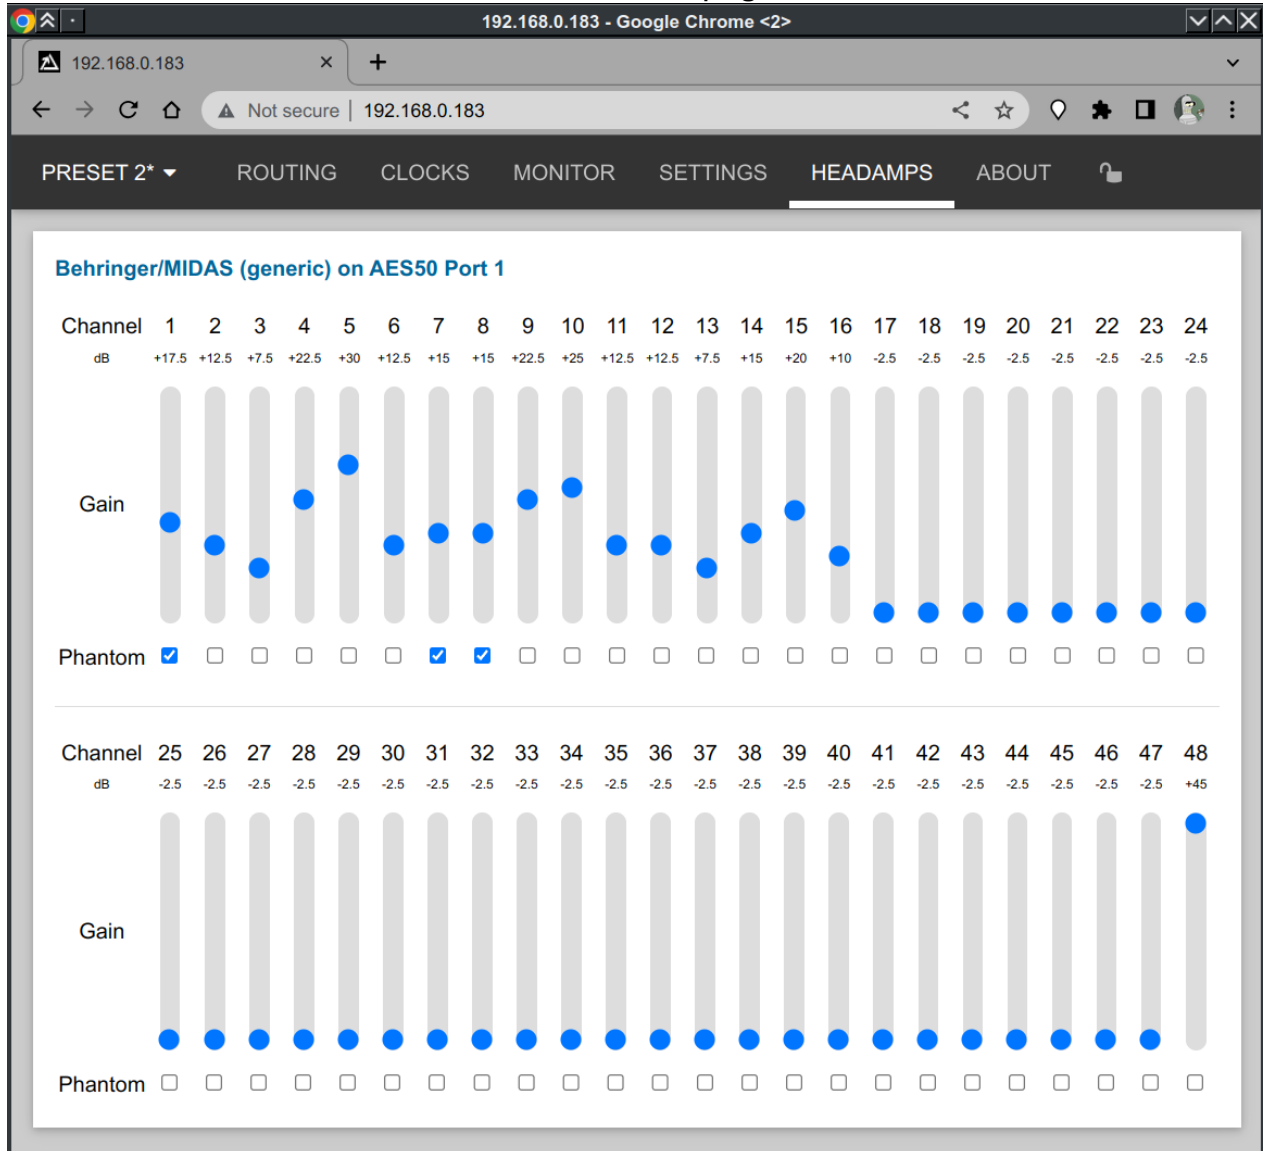 192.168.0.183 - Google Chrome <2>
192.168.0.183
Not secure | 192.168.0.183
PRESET 2* ROUTING CLOCKS MONITOR SETTINGS HEADAMPS ABOUT
Behringer/MIDAS (generic) on AES50 Port 1
Channel 1 2 3 4 5 6 7 8 9 10 11 12 13 14 15 16 17 18 19 20 21 22 23 24
dB +17.5 +12.5 +7.5 +22.5 +30 +12.5 +15 +15 +22.5 +25 +12.5 +12.5 +7.5 +15 +20 +10 -2.5 -2.5 -2.5 -2.5 -2.5 -2.5 -2.5 -2.5
Gain
Phantom
Channel 25 26 27 28 29 30 31 32 33 34 35 36 37 38 39 40 41 42 43 44 45 46 47 48
dB -2.5 -2.5 -2.5 -2.5 -2.5 -2.5 -2.5 -2.5 -2.5 -2.5 -2.5 -2.5 -2.5 -2.5 -2.5 -2.5 -2.5 -2.5 -2.5 -2.5 -2.5 -2.5 -2.5 +45
Gain
Phantom